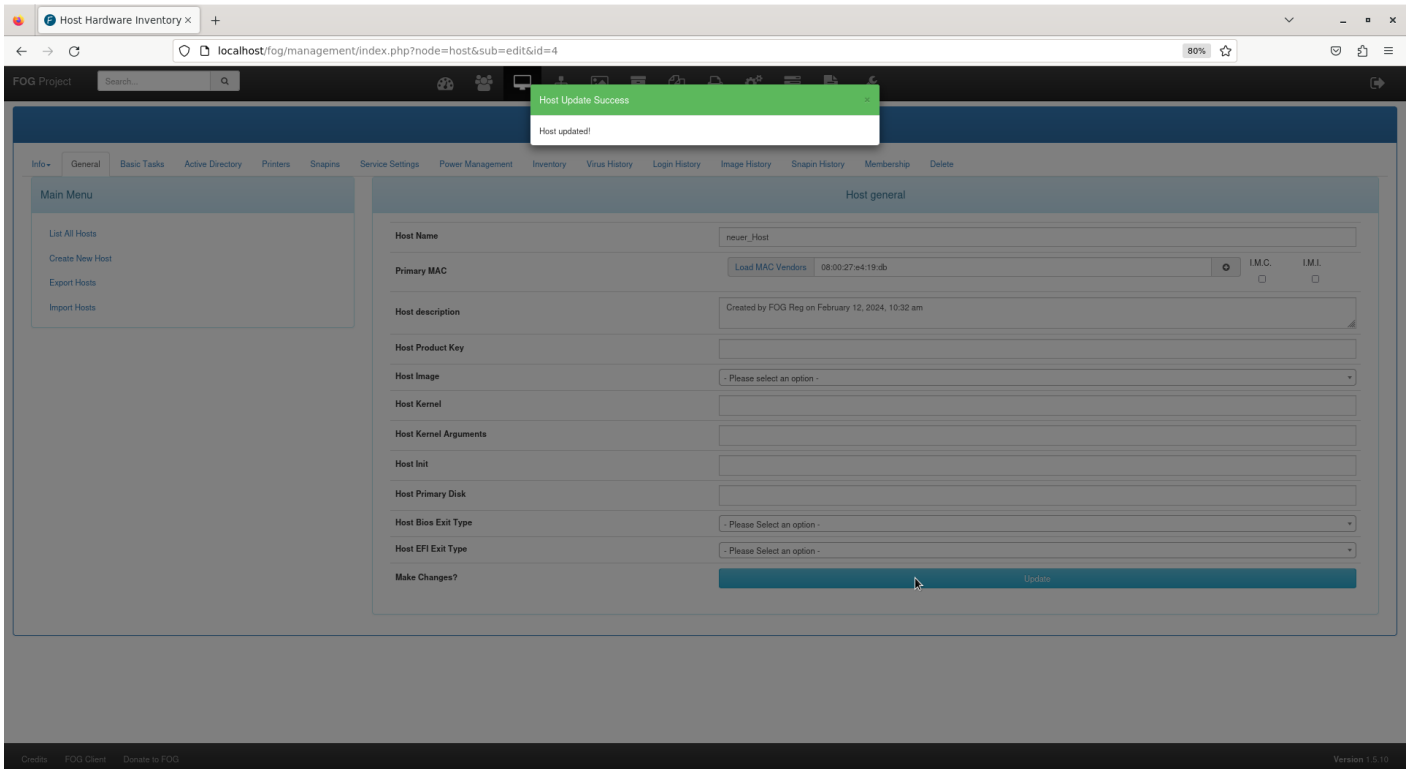 Host Hardware Inventory
localhost/fog/management/index.php?node=host&sub=edit&id=4
80%
FOG Project
Search...
Host Update Success
×
Host updated!
Info
General
Basic Tasks
Active Directory
Printers
Snapins
Service Settings
Power Management
Inventory
Virus History
Login History
Image History
Snapin History
Membership
Delete
Main Menu
List All Hosts
Create New Host
Export Hosts
Import Hosts
Host general
Host Name
neuer_Host
Primary MAC
Load MAC Vendors
08:00:27:e4:19:db
I.M.C.
I.M.I.
Host description
Created by FOG Reg on February 12, 2024, 10:32 am
Host Product Key
Host Image
- Please select an option -
Host Kernel
Host Kernel Arguments
Host Init
Host Primary Disk
Host Bios Exit Type
- Please Select an option -
Host EFI Exit Type
- Please Select an option -
Make Changes?
Update
Credits
FOG Client
Donate to FOG
Version 1.5.10